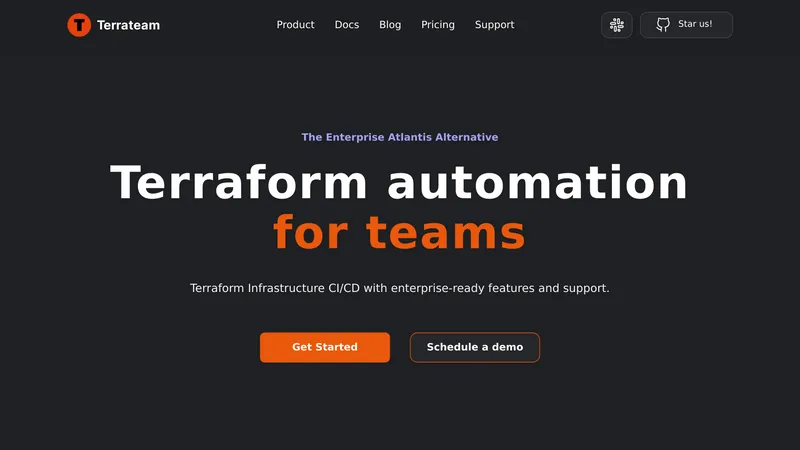 Terrateam
Product Docs Blog Pricing Support
Star us!
The Enterprise Atlantis Alternative
Terraform automation
for teams
Terraform Infrastructure CI/CD with enterprise-ready features and support.
Get Started
Schedule a demo